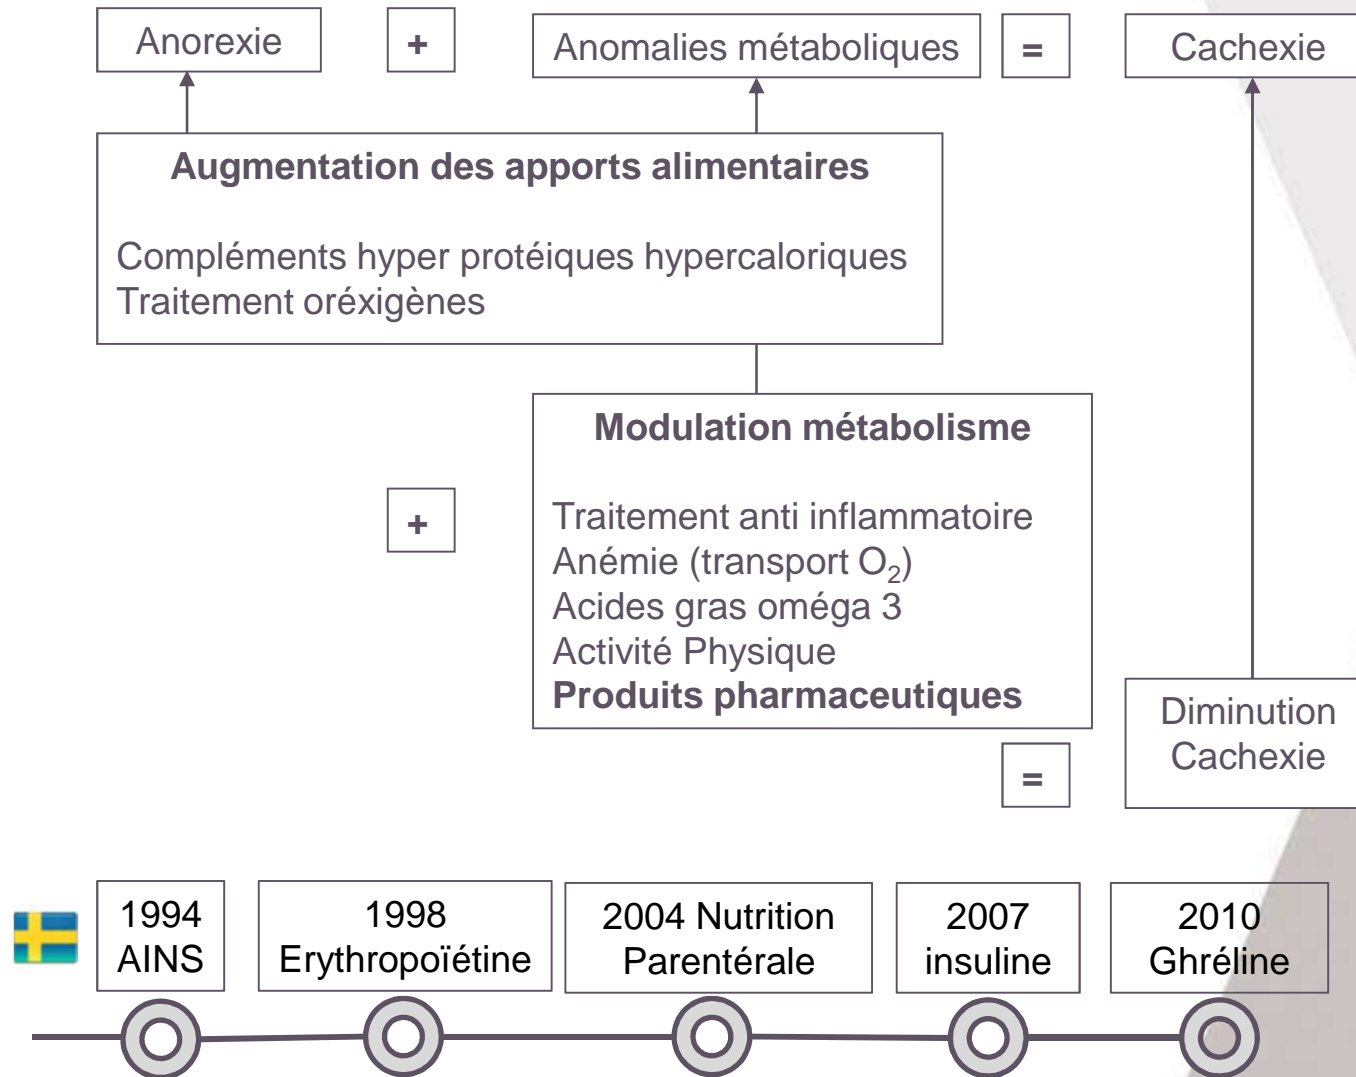 Anorexie
+
Anomalies métaboliques
=
Cachexie
Augmentation des apports alimentaires
Compléments hyper protéiques hypercaloriques
Traitement oréxigènes
Modulation métabolisme
+
Traitement anti inflammatoire
Anémie (transport O₂)
Acides gras oméga 3
Activité Physique
Produits pharmaceutiques
=
Diminution
Cachexie
1994
AINS
1998
Erythropoïétine
2004 Nutrition
Parentérale
2007
insuline
2010
Ghréline